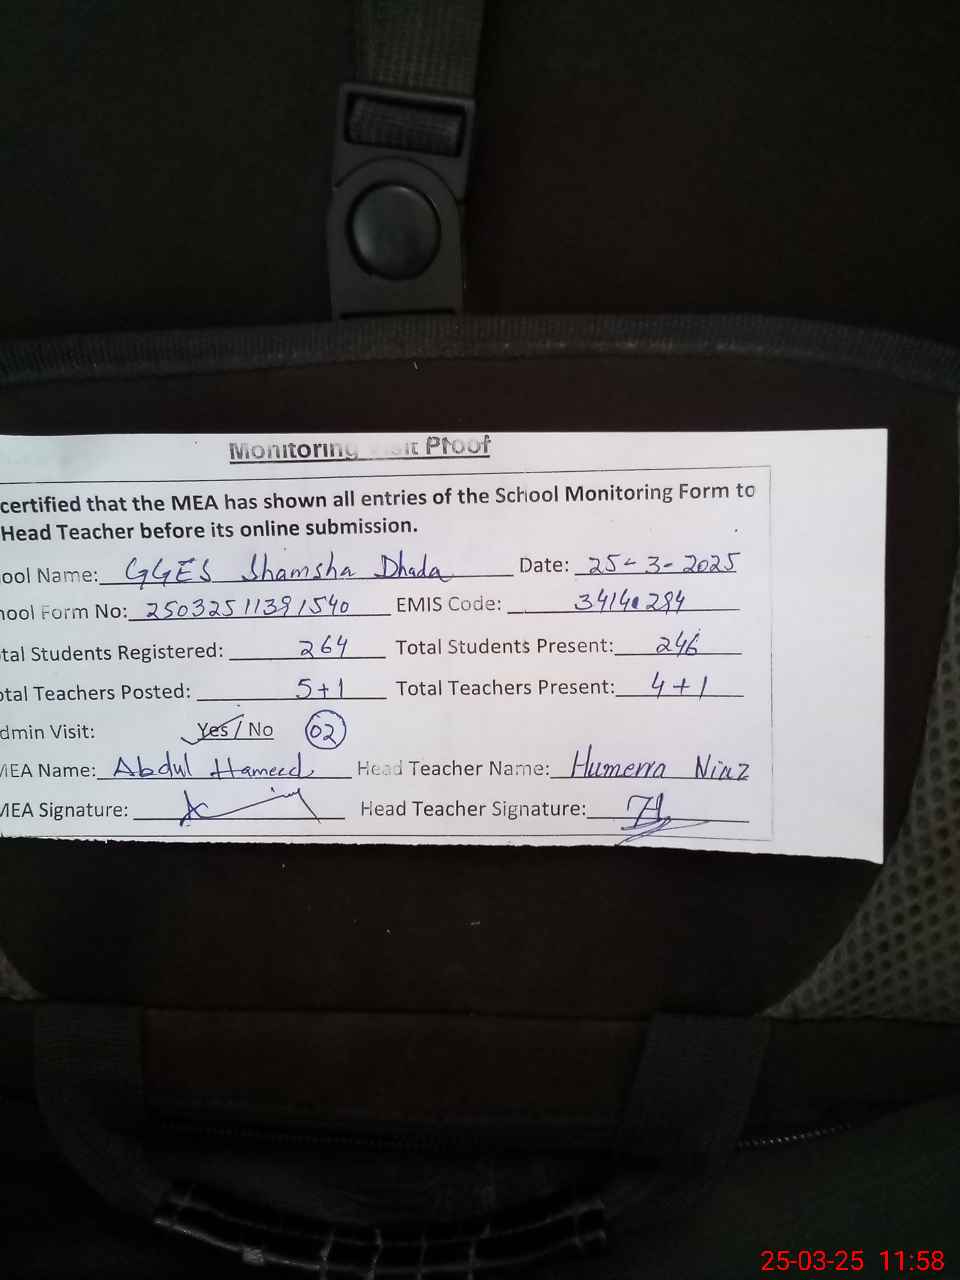 Monitoring Visit Proof
certified that the MEA has shown all entries of the School Monitoring Form to
Head Teacher before its online submission.
ool Name: GGES Shamsha Dhada Date: 25-3-2025
hool Form No: 25032511391540 EMIS Code: 34140294
tal Students Registered: 264 Total Students Present: 246
otal Teachers Posted: 5+1 Total Teachers Present: 4+1
dmin Visit: Yes / No 02
MEA Name: Abdul Hameed Head Teacher Name: Humerra Niaz
MEA Signature: Head Teacher Signature:
25-03-25 11:58